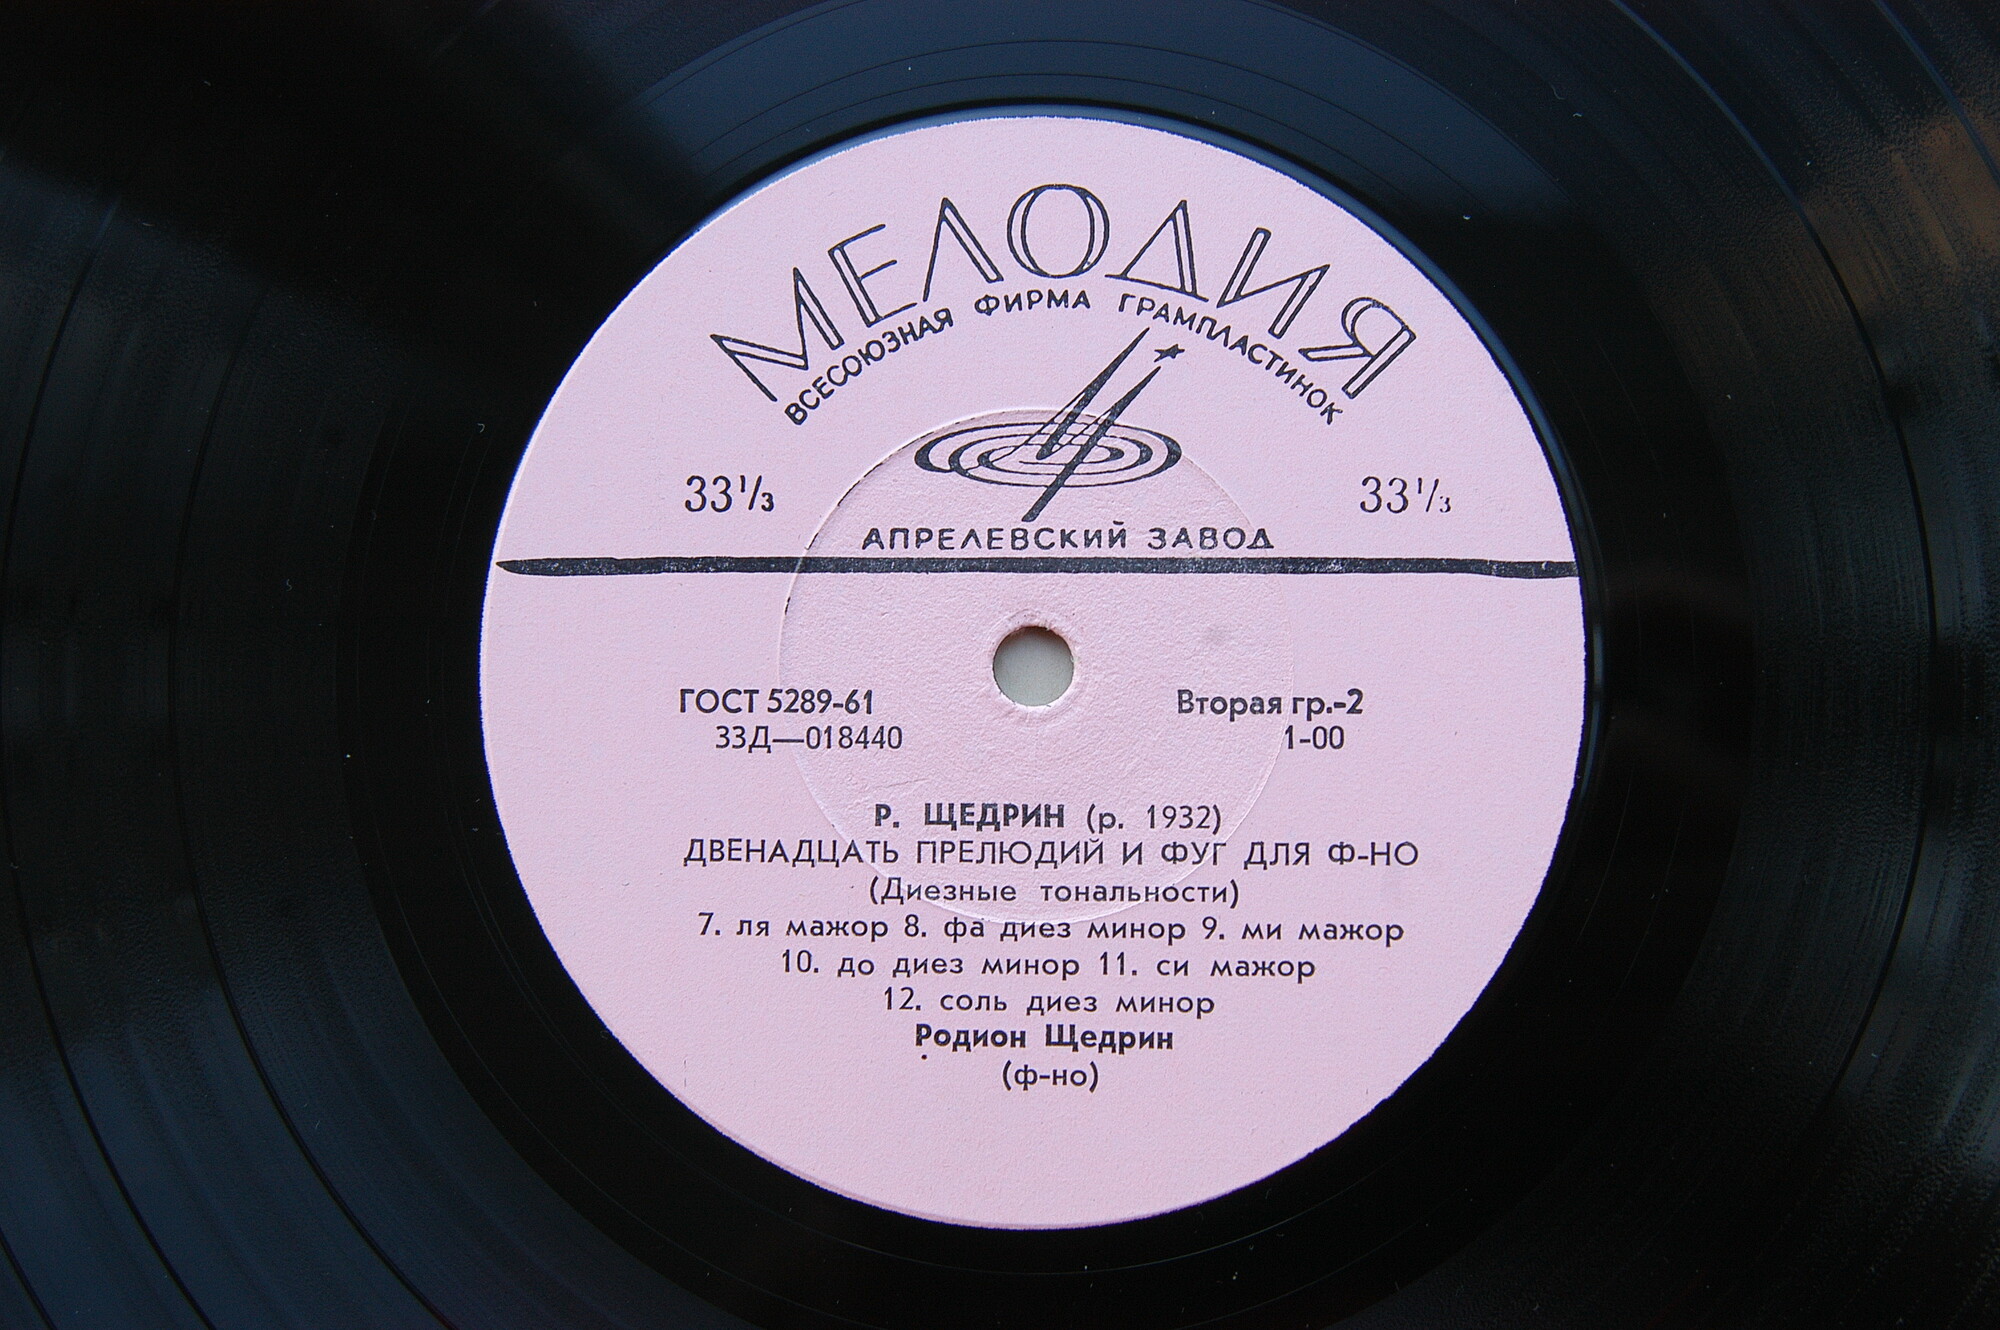 МЕЛОДИЯ
ВСЕСОЮЗНАЯ ФИРМА ГРАМПЛАСТИНОК
33⅓ 33⅓
АПРЕЛЕВСКИЙ ЗАВОД
ГОСТ 5289-61 Вторая гр.-2
33Д—018440 1-00
Р. ЩЕДРИН (р. 1932)
ДВЕНАДЦАТЬ ПРЕЛЮДИЙ И ФУГ ДЛЯ Ф-НО
(Диезные тональности)
7. ля мажор 8. фа диез минор 9. ми мажор
10. до диез минор 11. си мажор
12. соль диез минор
Родион Щедрин
(ф-но)